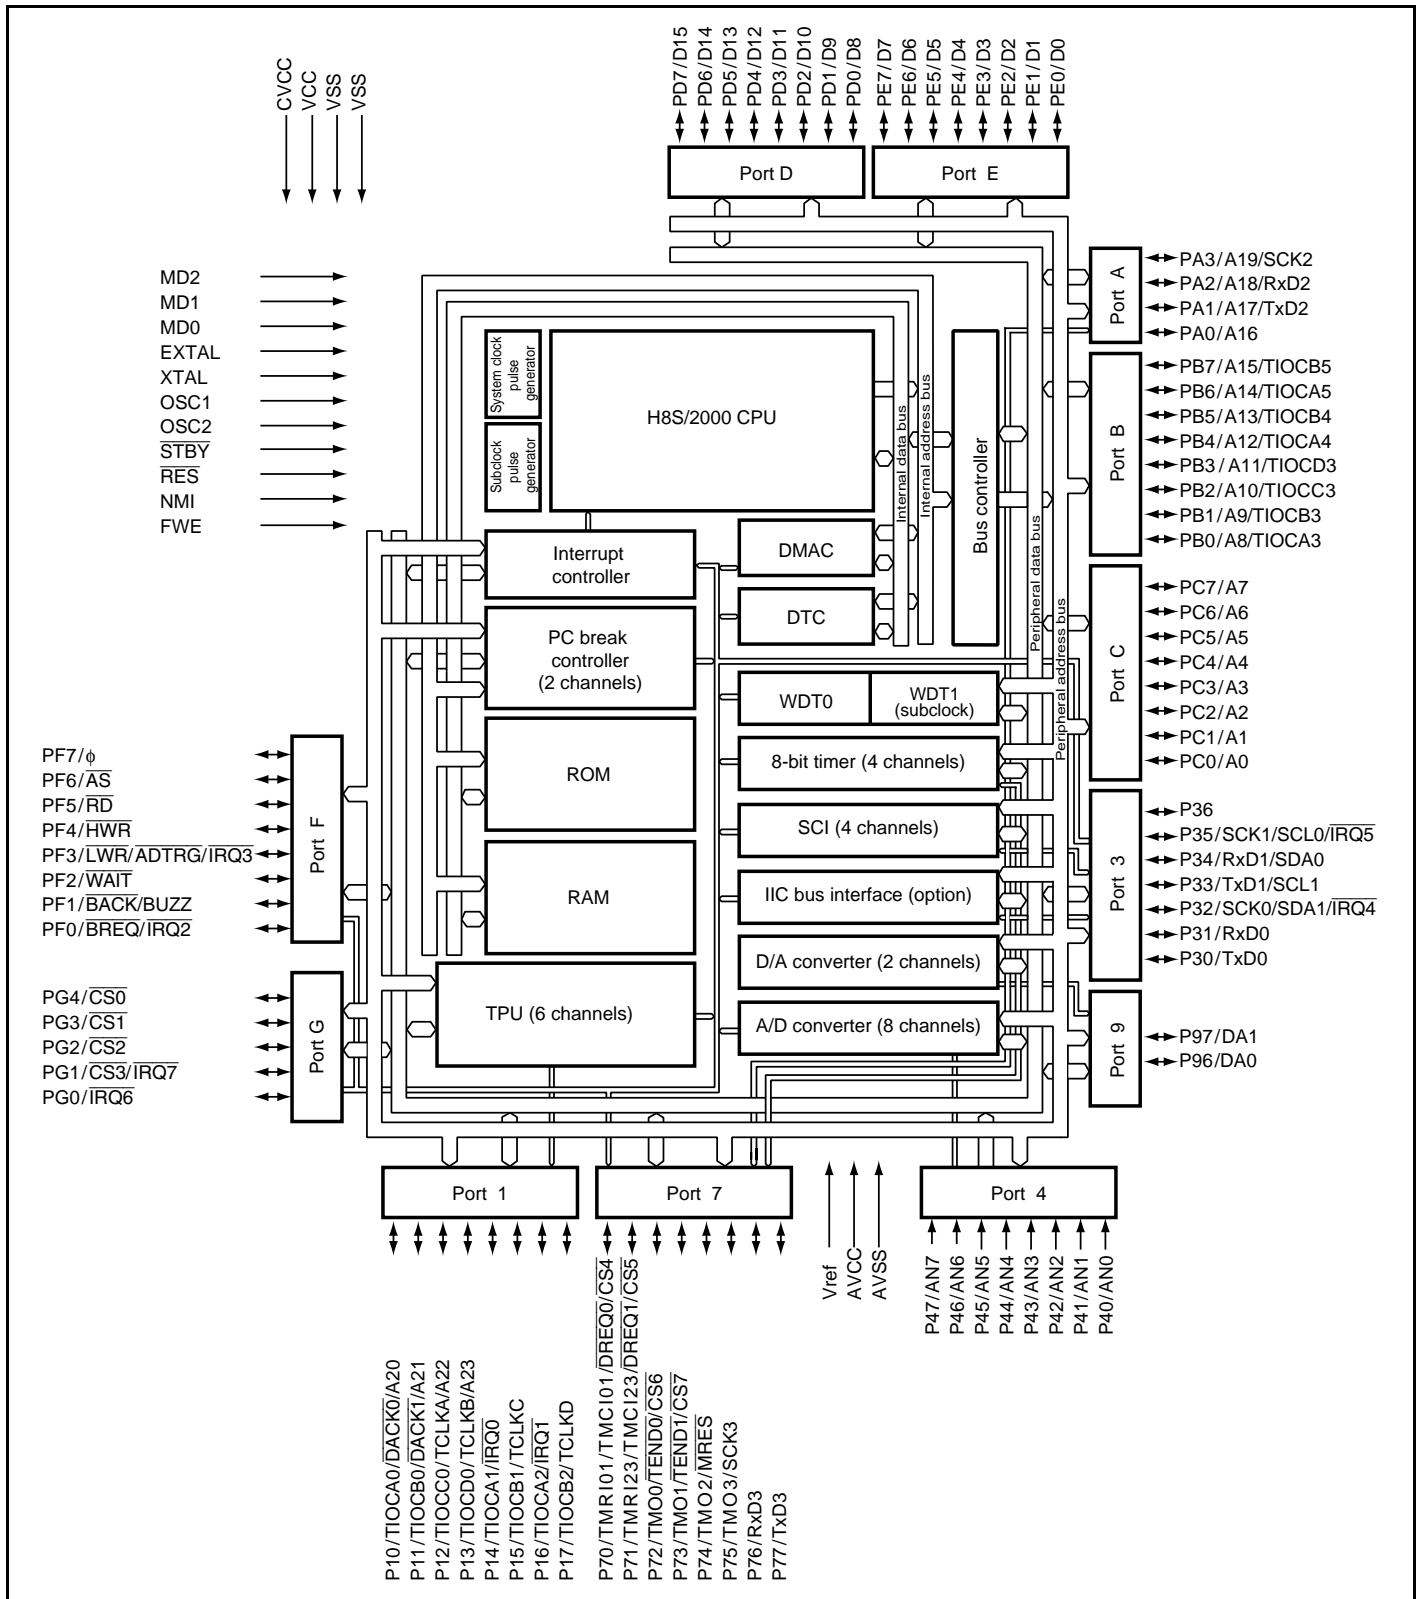 CVCC
VCC
VSS
VSS
PD7/D15
PD6/D14
PD5/D13
PD4/D12
PD3/D11
PD2/D10
PD1/D9
PD0/D8
PE7/D7
PE6/D6
PE5/D5
PE4/D4
PE3/D3
PE2/D2
PE1/D1
PE0/D0
Port D
Port E
MD2
MD1
MD0
EXTAL
XTAL
OSC1
OSC2
STBY
RES
NMI
FWE
Port A
PA3/A19/SCK2
PA2/A18/RxD2
PA1/A17/TxD2
PA0/A16
Port B
PB7/A15/TIOCB5
PB6/A14/TIOCA5
PB5/A13/TIOCB4
PB4/A12/TIOCA4
PB3/A11/TIOCD3
PB2/A10/TIOCC3
PB1/A9/TIOCB3
PB0/A8/TIOCA3
Port C
PC7/A7
PC6/A6
PC5/A5
PC4/A4
PC3/A3
PC2/A2
PC1/A1
PC0/A0
Port 3
P36
P35/SCK1/SCL0/IRQ5
P34/RxD1/SDA0
P33/TxD1/SCL1
P32/SCK0/SDA1/IRQ4
P31/RxD0
P30/TxD0
Port 9
P97/DA1
P96/DA0
System clock
pulse
generator
Subclock
pulse
generator
H8S/2000 CPU
Internal data bus
Internal address bus
Bus controller
Peripheral data bus
Peripheral address bus
Interrupt
controller
DMAC
PC break
controller
(2 channels)
DTC
WDT0
WDT1
(subclock)
ROM
8-bit timer (4 channels)
SCI (4 channels)
RAM
IIC bus interface (option)
D/A converter (2 channels)
TPU (6 channels)
A/D converter (8 channels)
PF7/ϕ
PF6/AS
PF5/RD
PF4/HWR
PF3/LWR/ADTRG/IRQ3
PF2/WAIT
PF1/BACK/BUZZ
PF0/BREQ/IRQ2
Port F
PG4/CS0
PG3/CS1
PG2/CS2
PG1/CS3/IRQ7
PG0/IRQ6
Port G
Port 1
Port 7
Port 4
P10/TIOCA0/DACK0/A20
P11/TIOCB0/DACK1/A21
P12/TIOCC0/TCLKA/A22
P13/TIOCD0/TCLKB/A23
P14/TIOCA1/IRQ0
P15/TIOCB1/TCLKC
P16/TIOCA2/IRQ1
P17/TIOCB2/TCLKD
P70/TMRI01/TMCI01/DREQ0/CS4
P71/TMRI23/TMCI23/DREQ1/CS5
P72/TMO0/TEND0/CS6
P73/TMO1/TEND1/CS7
P74/TMO2/MRES
P75/TMO3/SCK3
P76/RxD3
P77/TxD3
Vref
AVCC
AVSS
P47/AN7
P46/AN6
P45/AN5
P44/AN4
P43/AN3
P42/AN2
P41/AN1
P40/AN0